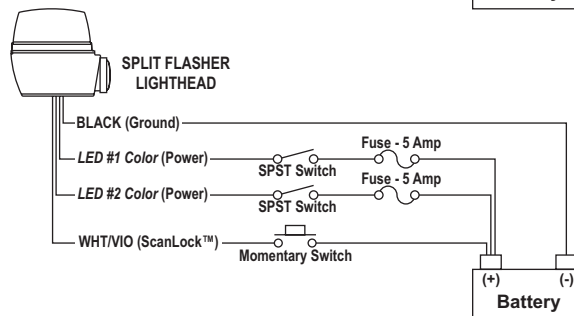 SPLIT FLASHER
LIGHTHEAD
BLACK (Ground)
LED #1 Color (Power)
SPST Switch
Fuse - 5 Amp
LED #2 Color (Power)
SPST Switch
Fuse - 5 Amp
WHT/VIO (ScanLock™)
Momentary Switch
(+) (-)
Battery